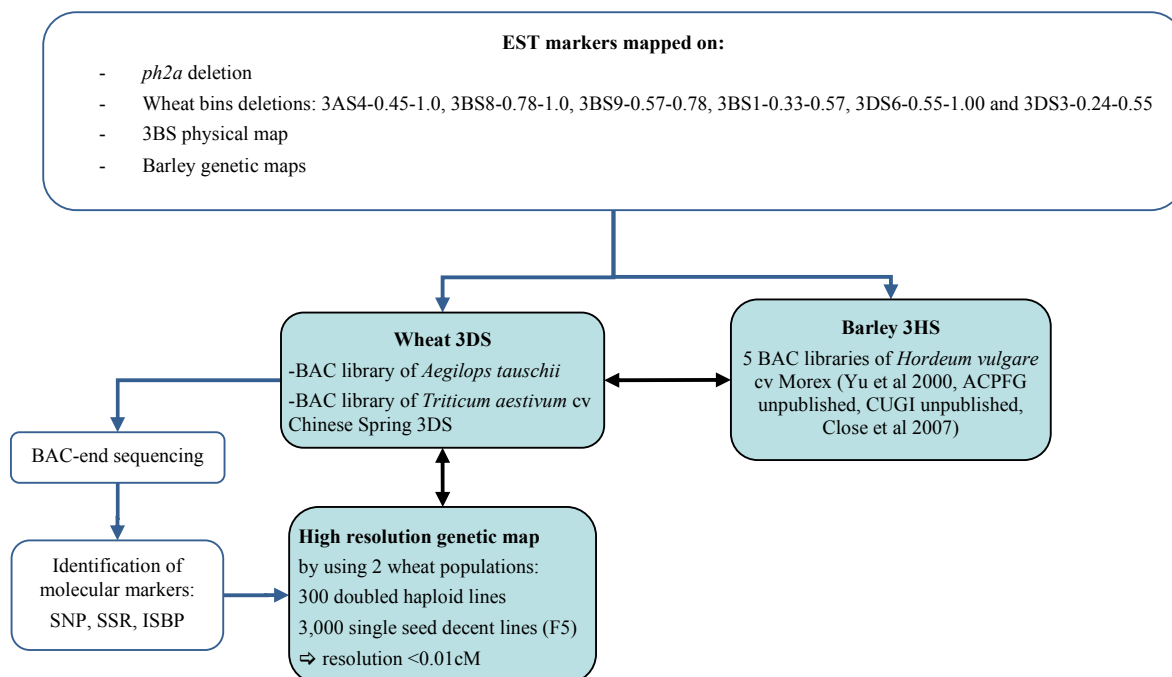 EST markers mapped on:
- ph2a deletion
- Wheat bins deletions: 3AS4-0.45-1.0, 3BS8-0.78-1.0, 3BS9-0.57-0.78, 3BS1-0.33-0.57, 3DS6-0.55-1.00 and 3DS3-0.24-0.55
- 3BS physical map
- Barley genetic maps
Wheat 3DS
-BAC library of Aegilops tauschii
-BAC library of Triticum aestivum cv
Chinese Spring 3DS
Barley 3HS
5 BAC libraries of Hordeum vulgare
cv Morex (Yu et al 2000, ACPFG
unpublished, CUGI unpublished,
Close et al 2007)
BAC-end sequencing
Identification of
molecular markers:
SNP, SSR, ISBP
High resolution genetic map
by using 2 wheat populations:
300 doubled haploid lines
3,000 single seed decent lines (F5)
⇨ resolution <0.01cM